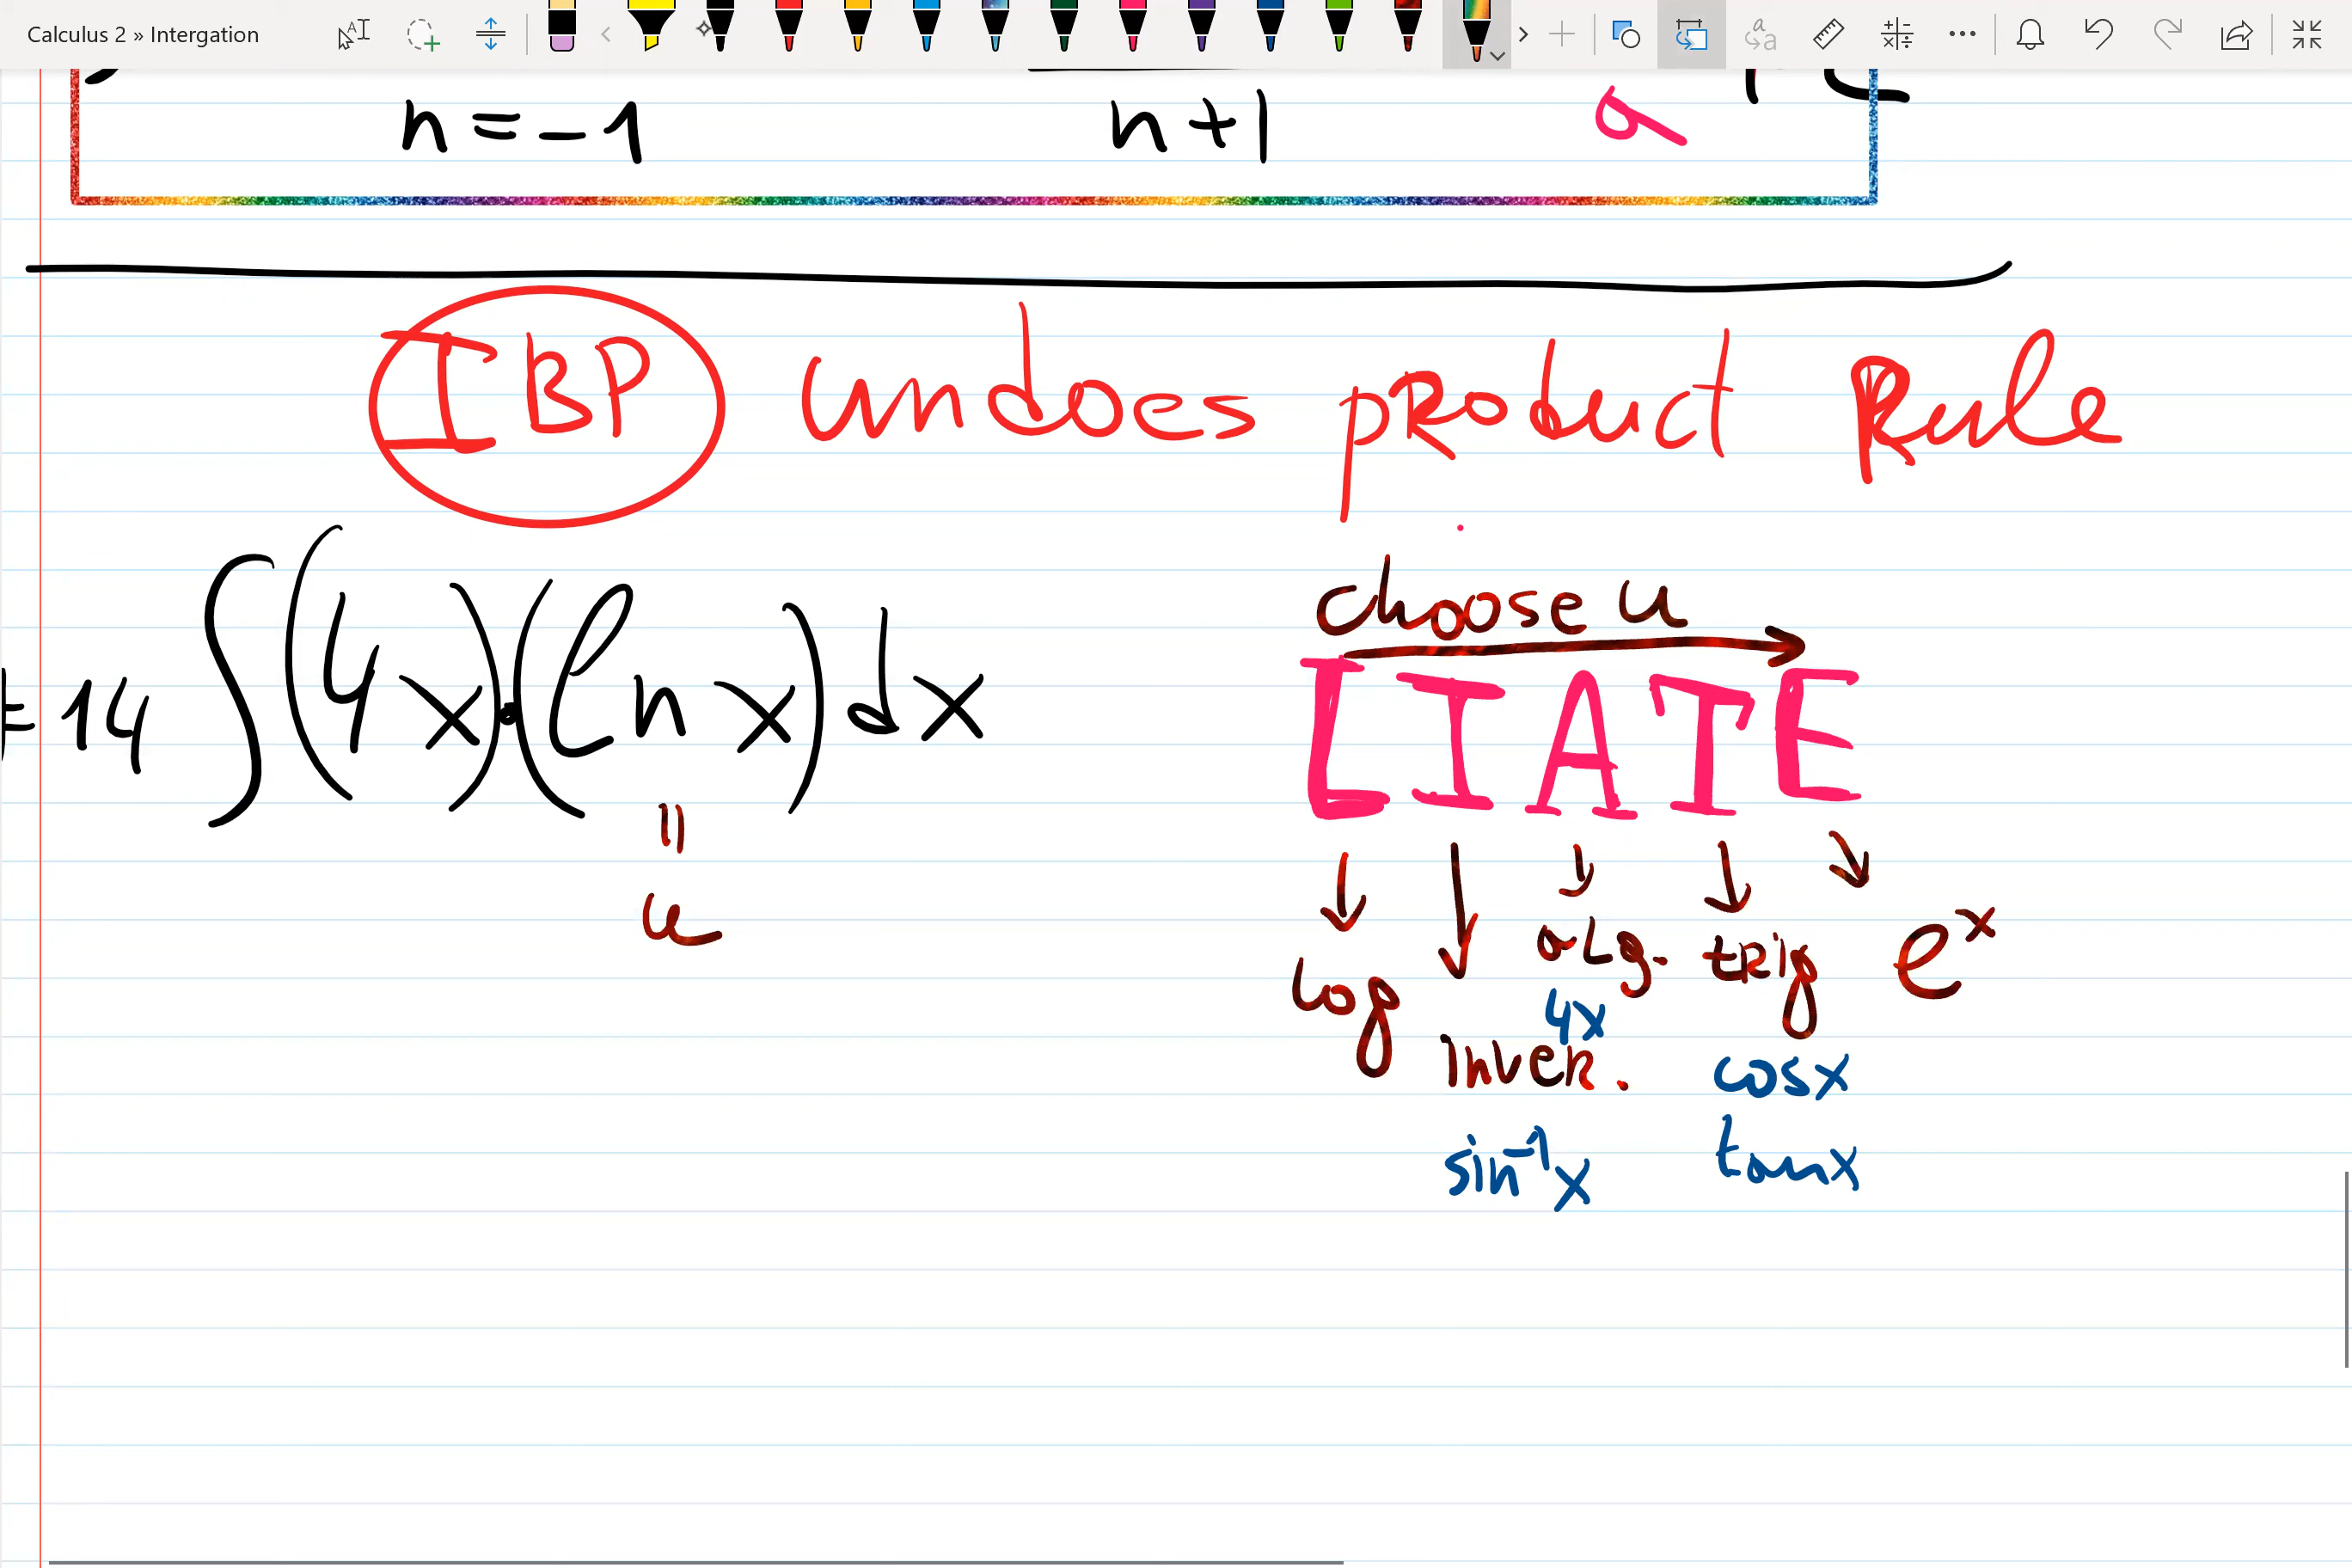 Calculus 2 » Intergation
n = -1
n+1
IBP undoes product Rule
choose u
14 ∫(4x)·(ln x)dx
LIATE
=
u
log
inver.
alg.
trig
e^x
4x
sin⁻¹x
cosx
tanx